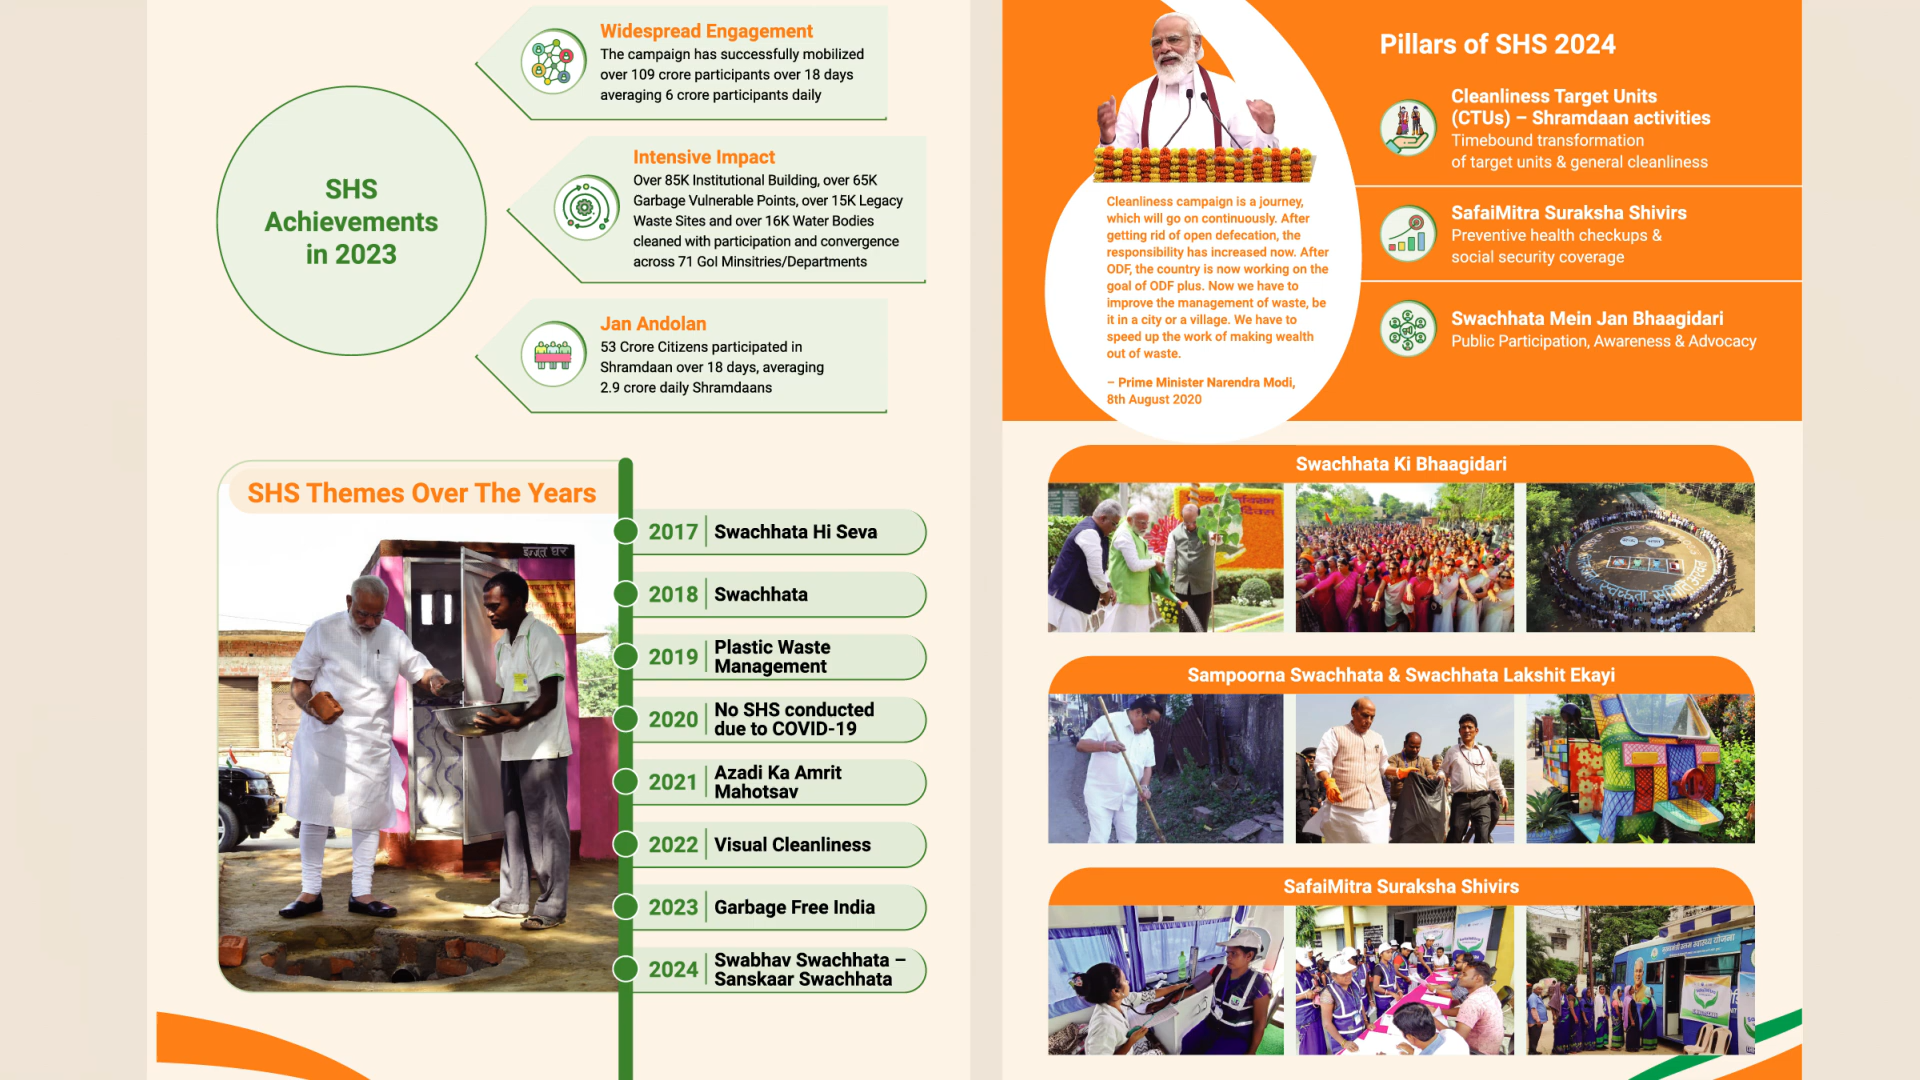 SHS
Achievements
in 2023
Widespread Engagement
The campaign has successfully mobilized
over 109 crore participants over 18 days
averaging 6 crore participants daily
Intensive Impact
Over 85K Institutional Building, over 65K
Garbage Vulnerable Points, over 15K Legacy
Waste Sites and over 16K Water Bodies
cleaned with participation and convergence
across 71 GoI Minsitries/Departments
Jan Andolan
53 Crore Citizens participated in
Shramdaan over 18 days, averaging
2.9 crore daily Shramdaans
SHS Themes Over The Years
इज्जत घर
2017 Swachhata Hi Seva
2018 Swachhata
2019 Plastic Waste
Management
2020 No SHS conducted
due to COVID-19
2021 Azadi Ka Amrit
Mahotsav
2022 Visual Cleanliness
2023 Garbage Free India
2024 Swabhav Swachhata –
Sanskaar Swachhata
Cleanliness campaign is a journey,
which will go on continuously. After
getting rid of open defecation, the
responsibility has increased now. After
ODF, the country is now working on the
goal of ODF plus. Now we have to
improve the management of waste, be
it in a city or a village. We have to
speed up the work of making wealth
out of waste.
– Prime Minister Narendra Modi,
8th August 2020
Pillars of SHS 2024
Cleanliness Target Units
(CTUs) – Shramdaan activities
Timebound transformation
of target units & general cleanliness
SafaiMitra Suraksha Shivirs
Preventive health checkups &
social security coverage
Swachhata Mein Jan Bhaagidari
Public Participation, Awareness & Advocacy
Swachhata Ki Bhaagidari
Sampoorna Swachhata & Swachhata Lakshit Ekayi
SafaiMitra Suraksha Shivirs